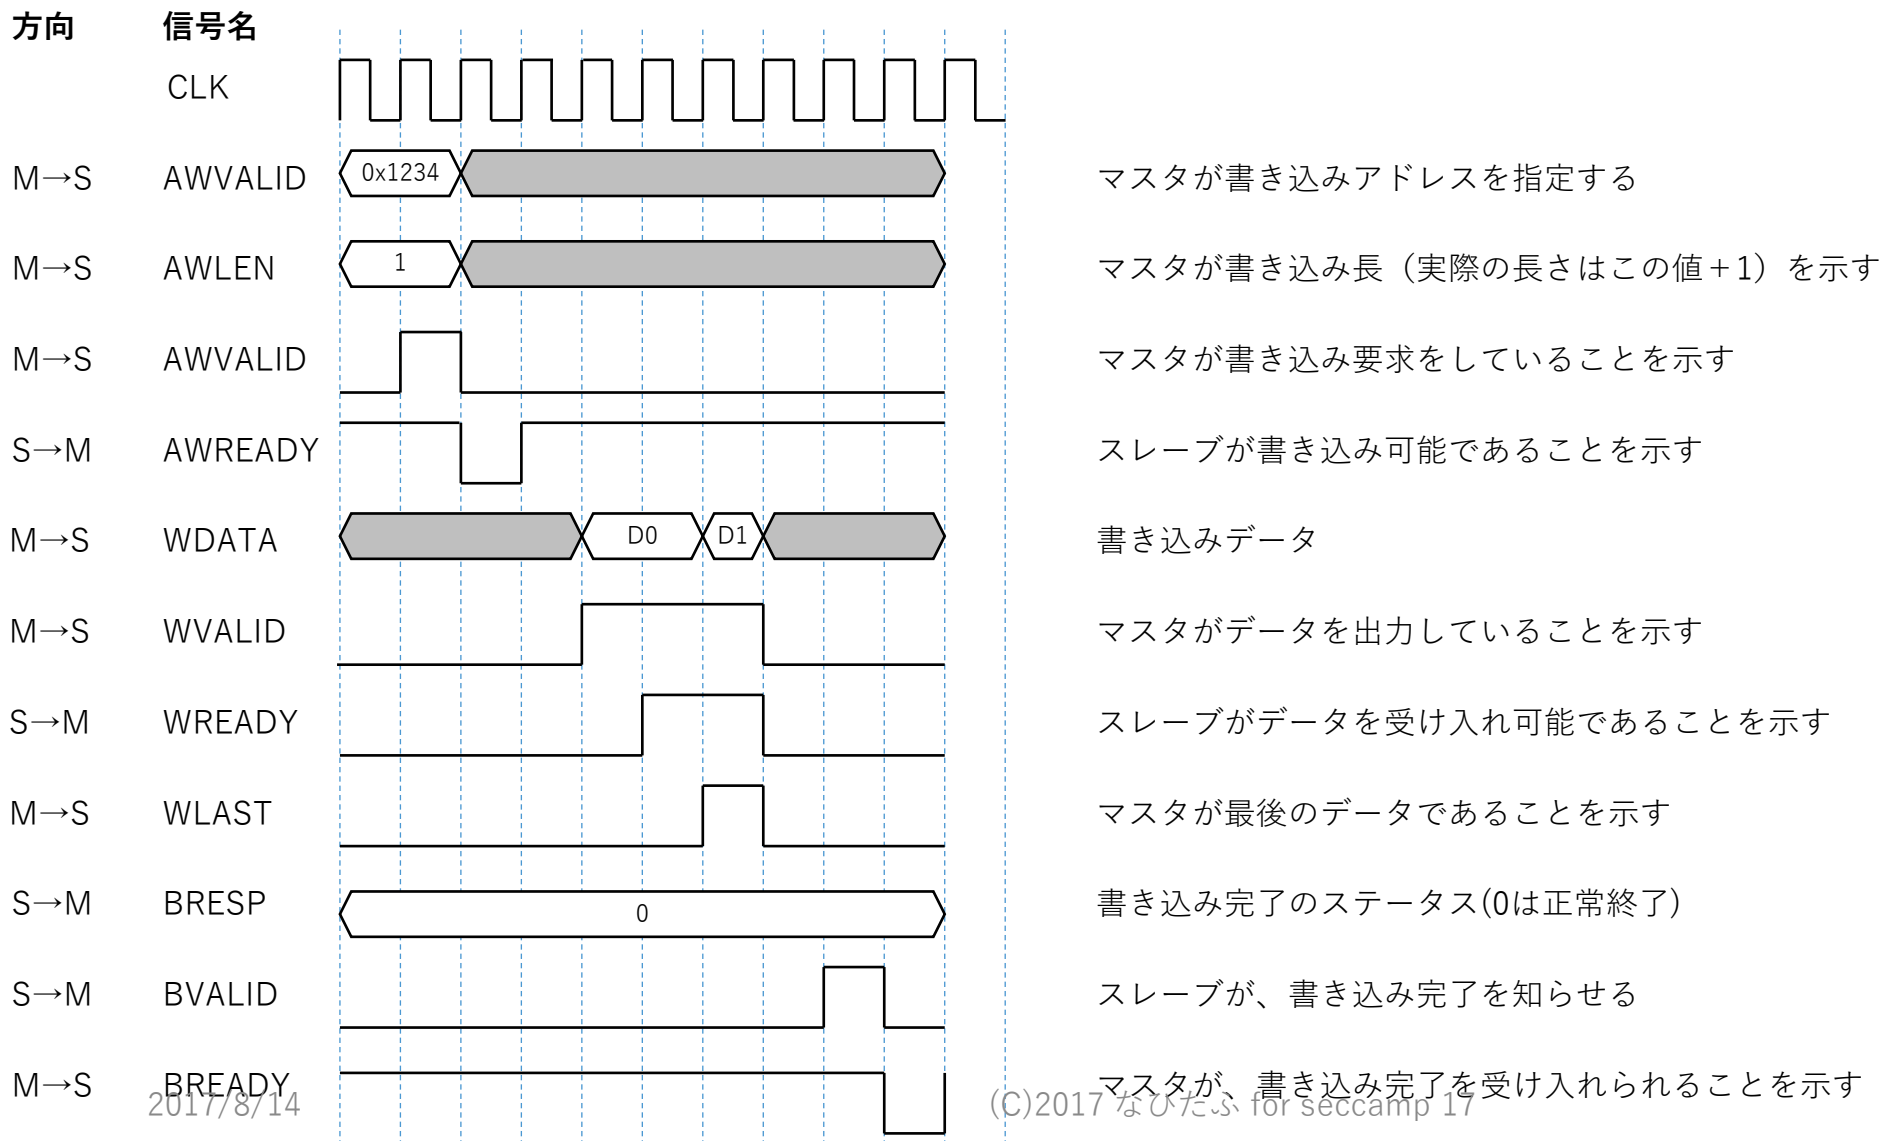 方向 信号名
CLK
M→S AWVALID 0x1234 マスタが書き込みアドレスを指定する
M→S AWLEN 1 マスタが書き込み長（実際の長さはこの値＋1）を示す
M→S AWVALID マスタが書き込み要求をしていることを示す
S→M AWREADY スレーブが書き込み可能であることを示す
M→S WDATA D0 D1 書き込みデータ
M→S WVALID マスタがデータを出力していることを示す
S→M WREADY スレーブがデータを受け入れ可能であることを示す
M→S WLAST マスタが最後のデータであることを示す
S→M BRESP 0 書き込み完了のステータス(0は正常終了)
S→M BVALID スレーブが、書き込み完了を知らせる
M→S BREADY マスタが、書き込み完了を受け入れられることを示す
2017/8/14 (C)2017 なひたふ for seccamp 17